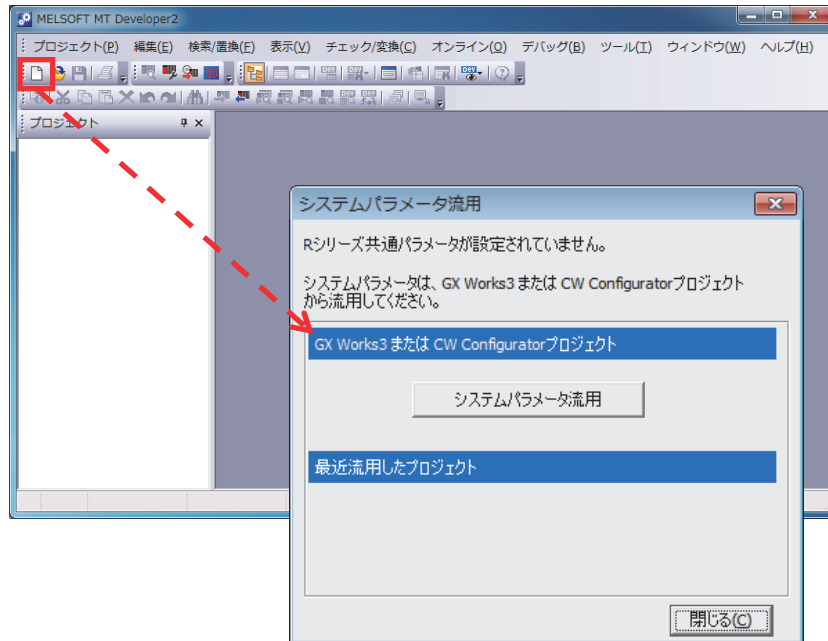 MELSOFT MT Developer2
プロジェクト(P) 編集(E) 検索/置換(F) 表示(V) チェック/変換(C) オンライン(O) デバッグ(B) ツール(T) ウィンドウ(W) ヘルプ(H)
プロジェクト
システムパラメータ流用
Rシリーズ共通パラメータが設定されていません。
システムパラメータは、GX Works3 または CW Configuratorプロジェクト
から流用してください。
GX Works3 または CW Configuratorプロジェクト
システムパラメータ流用
最近流用したプロジェクト
閉じる(C)